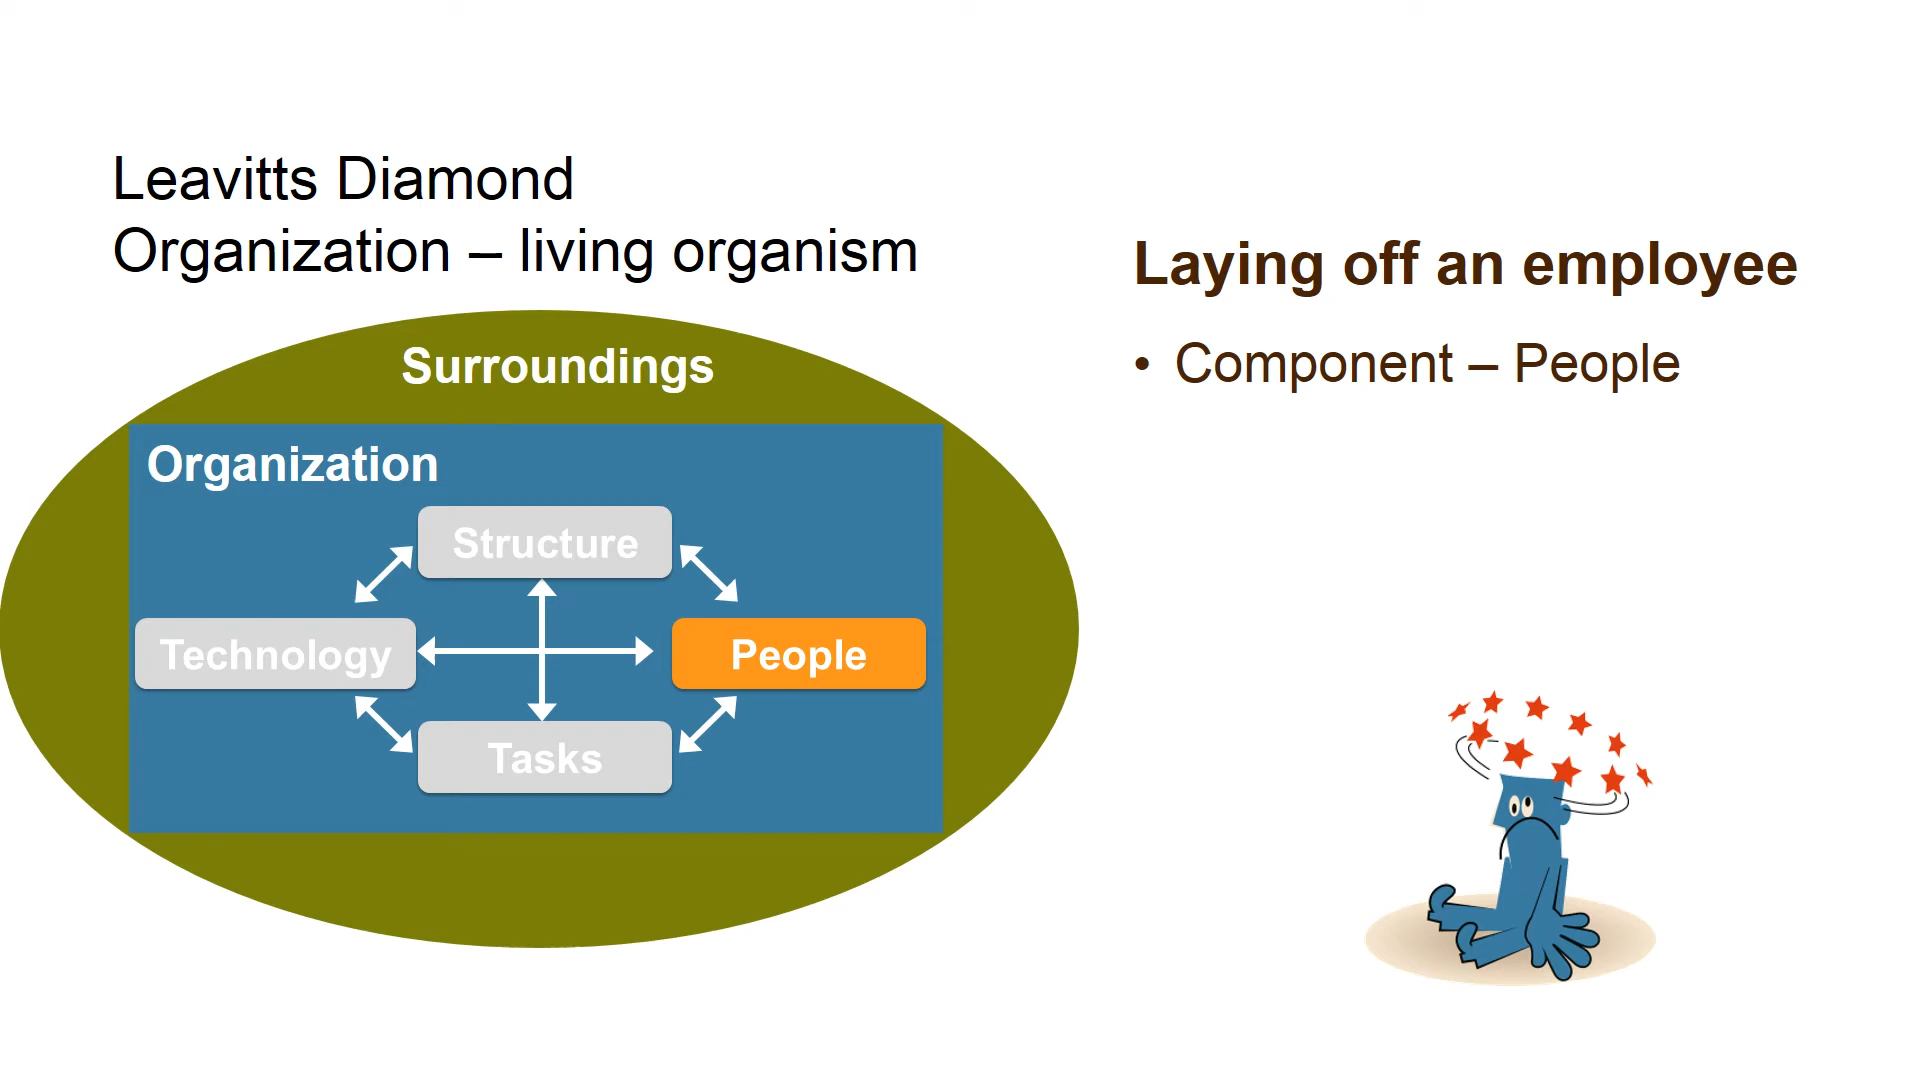 Leavitts Diamond
Organization – living organism
Laying off an employee
• Component – People
Surroundings
Organization
Structure
Technology
People
Tasks